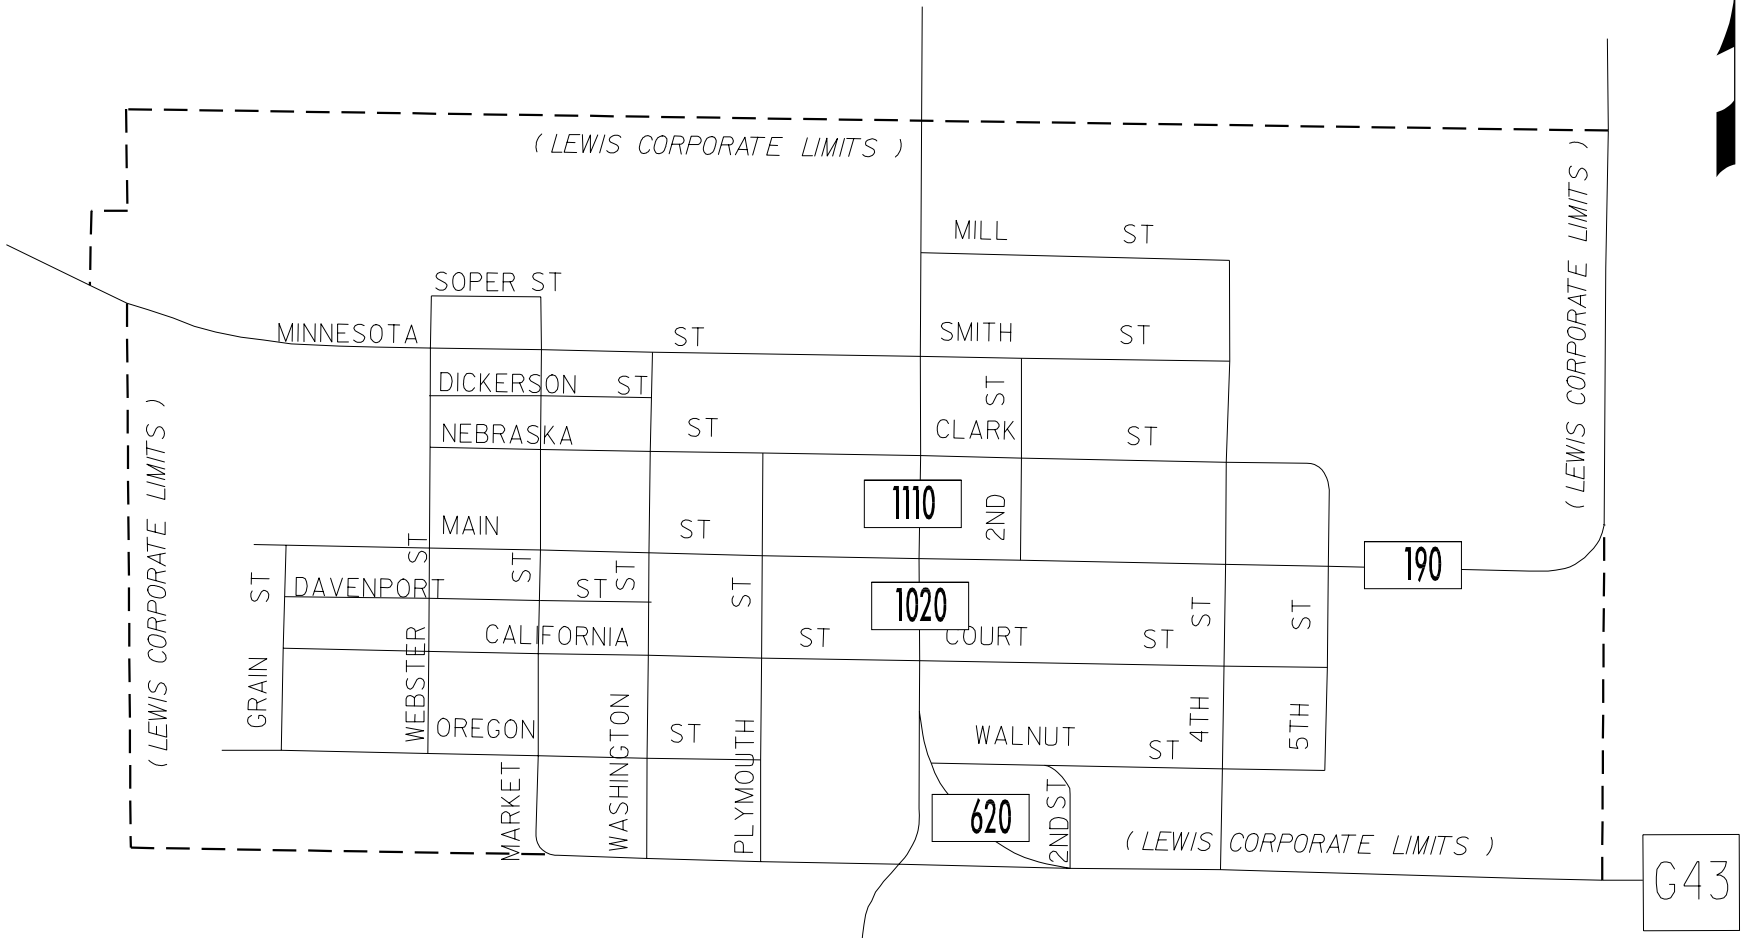 ( LEWIS CORPORATE LIMITS )
( LEWIS CORPORATE LIMITS )
MILL ST
SOPER ST
MINNESOTA ST
SMITH ST
DICKERSON ST
ST
NEBRASKA ST
CLARK ST
( LEWIS CORPORATE LIMITS )
1110
2ND
MAIN ST
190
ST
ST
ST
ST
DAVENPORT ST
ST
ST
ST
1020
CALIFORNIA ST
COURT ST
GRAIN
WEBSTER
OREGON ST
WALNUT ST
4TH
5TH
MARKET
WASHINGTON
PLYMOUTH
620
2ND ST
( LEWIS CORPORATE LIMITS )
G43